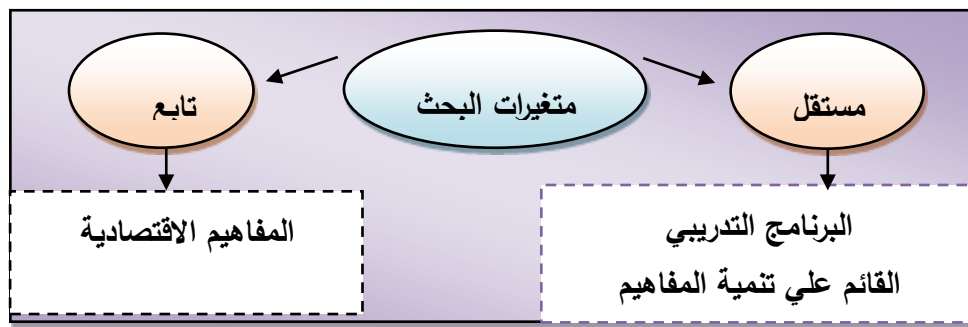 متغيرات البحث
مستقل
تابع
البرنامج التدريبي
القائم علي تنمية المفاهيم
المفاهيم الاقتصادية